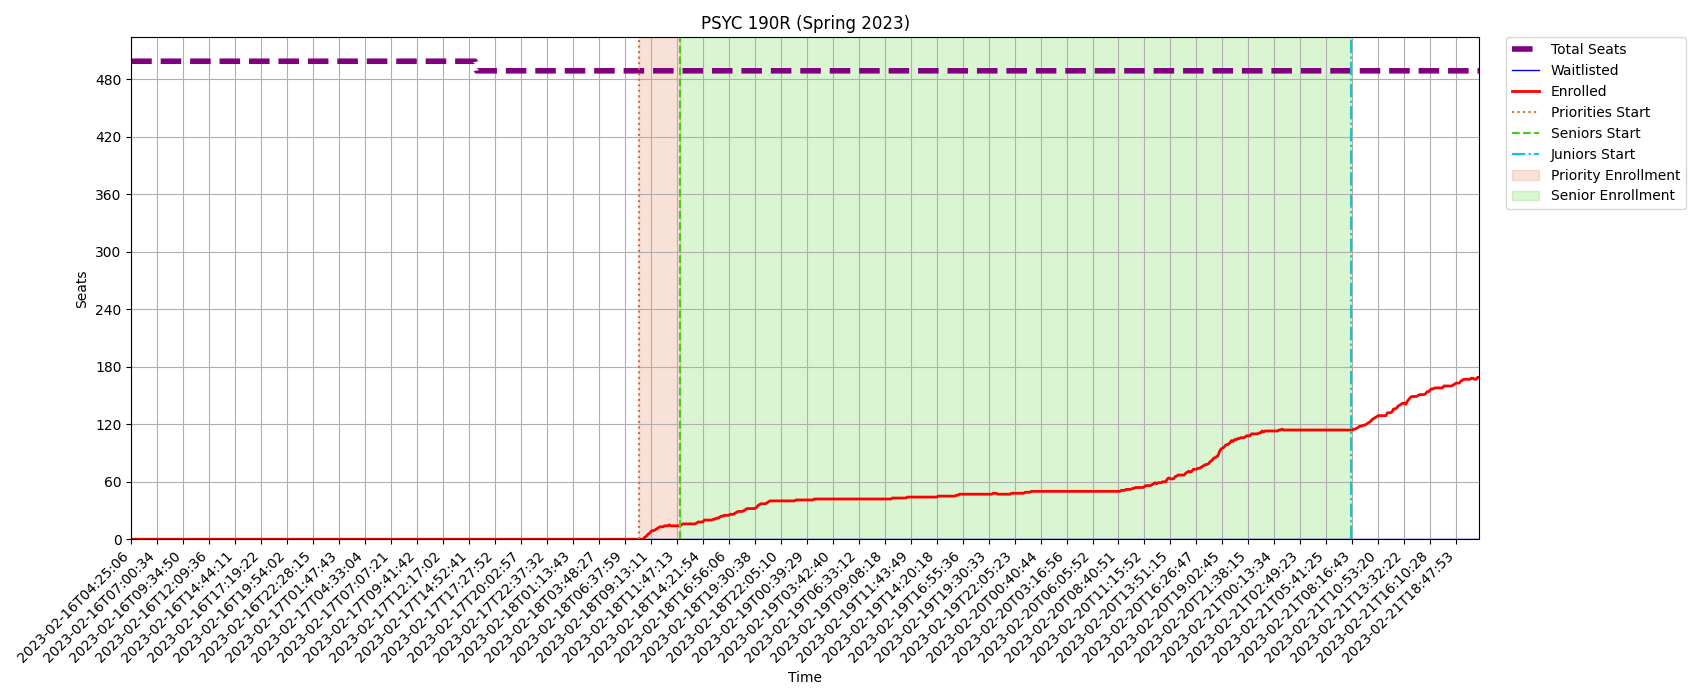 PSYC 190R (Spring 2023)
Total Seats
Waitlisted
Enrolled
Priorities Start
Seniors Start
Juniors Start
Priority Enrollment
Senior Enrollment
Seats
480
420
360
300
240
180
120
60
0
2023-02-16T04:25:06
2023-02-16T07:00:34
2023-02-16T09:34:50
2023-02-16T12:09:36
2023-02-16T14:44:11
2023-02-16T17:19:22
2023-02-16T19:54:02
2023-02-16T22:28:15
2023-02-17T01:47:43
2023-02-17T04:33:04
2023-02-17T07:07:21
2023-02-17T09:41:42
2023-02-17T12:17:02
2023-02-17T14:52:41
2023-02-17T17:27:52
2023-02-17T20:02:57
2023-02-17T22:37:32
2023-02-18T01:13:43
2023-02-18T03:48:27
2023-02-18T06:37:59
2023-02-18T09:13:11
2023-02-18T11:47:13
2023-02-18T14:21:54
2023-02-18T16:56:06
2023-02-18T19:30:38
2023-02-18T22:05:10
2023-02-19T00:39:29
2023-02-19T03:42:40
2023-02-19T06:33:12
2023-02-19T09:08:18
2023-02-19T11:43:49
2023-02-19T14:20:18
2023-02-19T16:55:36
2023-02-19T19:30:33
2023-02-19T22:05:23
2023-02-20T00:40:44
2023-02-20T03:16:56
2023-02-20T06:05:52
2023-02-20T08:40:51
2023-02-20T11:15:52
2023-02-20T13:51:15
2023-02-20T16:26:47
2023-02-20T19:02:45
2023-02-20T21:38:15
2023-02-21T00:13:34
2023-02-21T02:49:23
2023-02-21T05:41:25
2023-02-21T08:16:43
2023-02-21T10:53:20
2023-02-21T13:32:22
2023-02-21T16:10:28
2023-02-21T18:47:53
Time